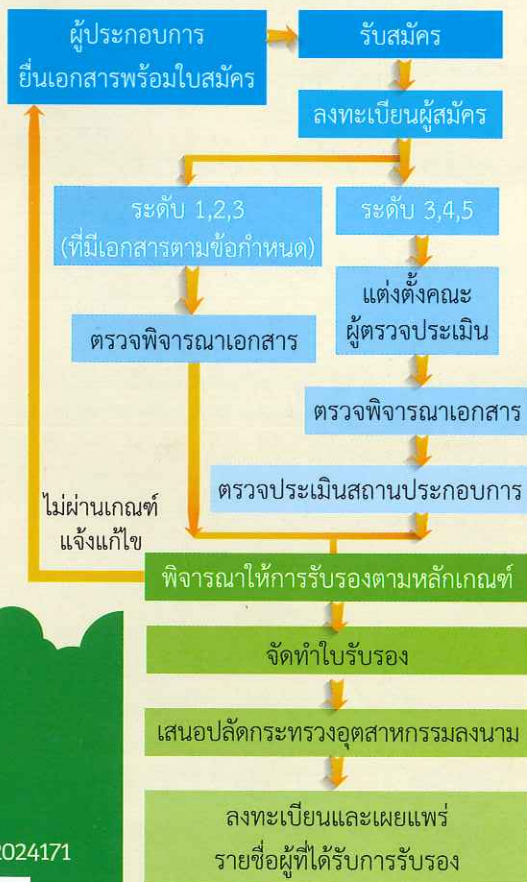 ผู้ประกอบการ
ยื่นเอกสารพร้อมใบสมัคร
รับสมัคร
ลงทะเบียนผู้สมัคร
ระดับ 1,2,3
(ที่มีเอกสารตามข้อกำหนด)
ระดับ 3,4,5
แต่งตั้งคณะ
ผู้ตรวจประเมิน
ตรวจพิจารณาเอกสาร
ตรวจพิจารณาเอกสาร
ตรวจประเมินสถานประกอบการ
ไม่ผ่านเกณฑ์
แจ้งแก้ไข
พิจารณาให้การรับรองตามหลักเกณฑ์
จัดทำใบรับรอง
เสนอปลัดกระทรวงอุตสาหกรรมลงนาม
ลงทะเบียนและเผยแพร่
รายชื่อผู้ที่ได้รับการรับรอง
2024171